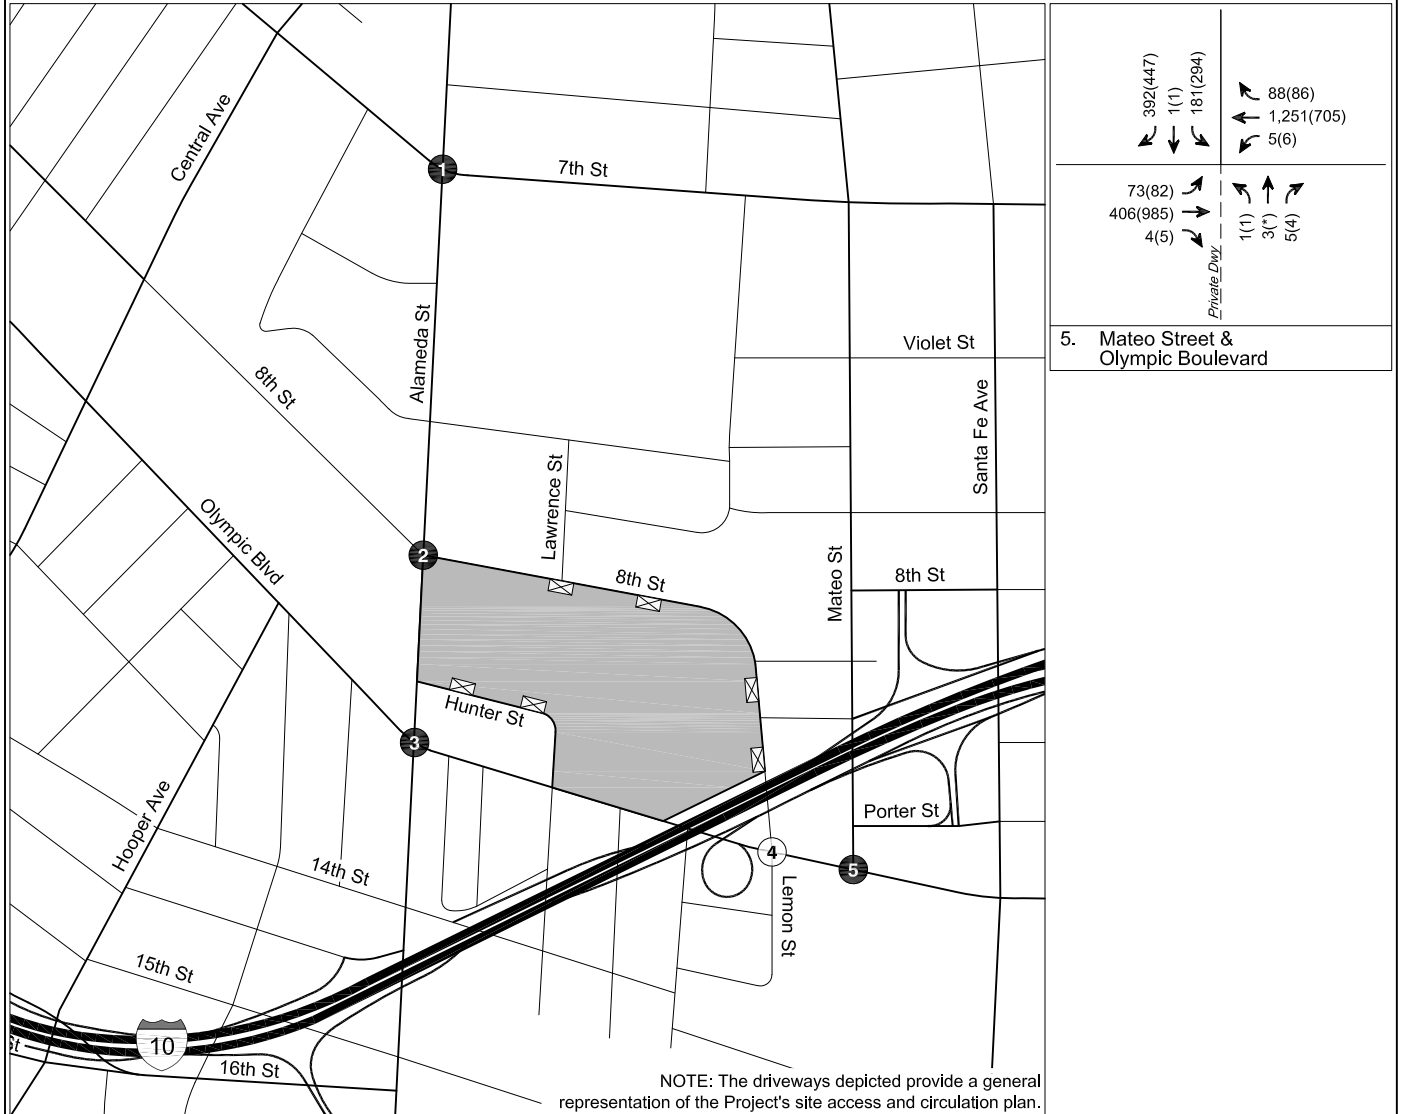 Central Ave
1
7th St
Alameda St
8th St
Violet St
Santa Fe Ave
Lawrence St
Olympic Blvd
2
8th St
Mateo St
8th St
Hunter St
3
Hooper Ave
14th St
Porter St
4
5
Lemon St
15th St
10
St
16th St
NOTE: The driveways depicted provide a general
representation of the Project's site access and circulation plan.
392(447)
1(1)
181(294)
88(86)
1,251(705)
5(6)
73(82)
406(985)
4(5)
1(1)
3(*)
5(4)
Private Dwy
5. Mateo Street &
Olympic Boulevard